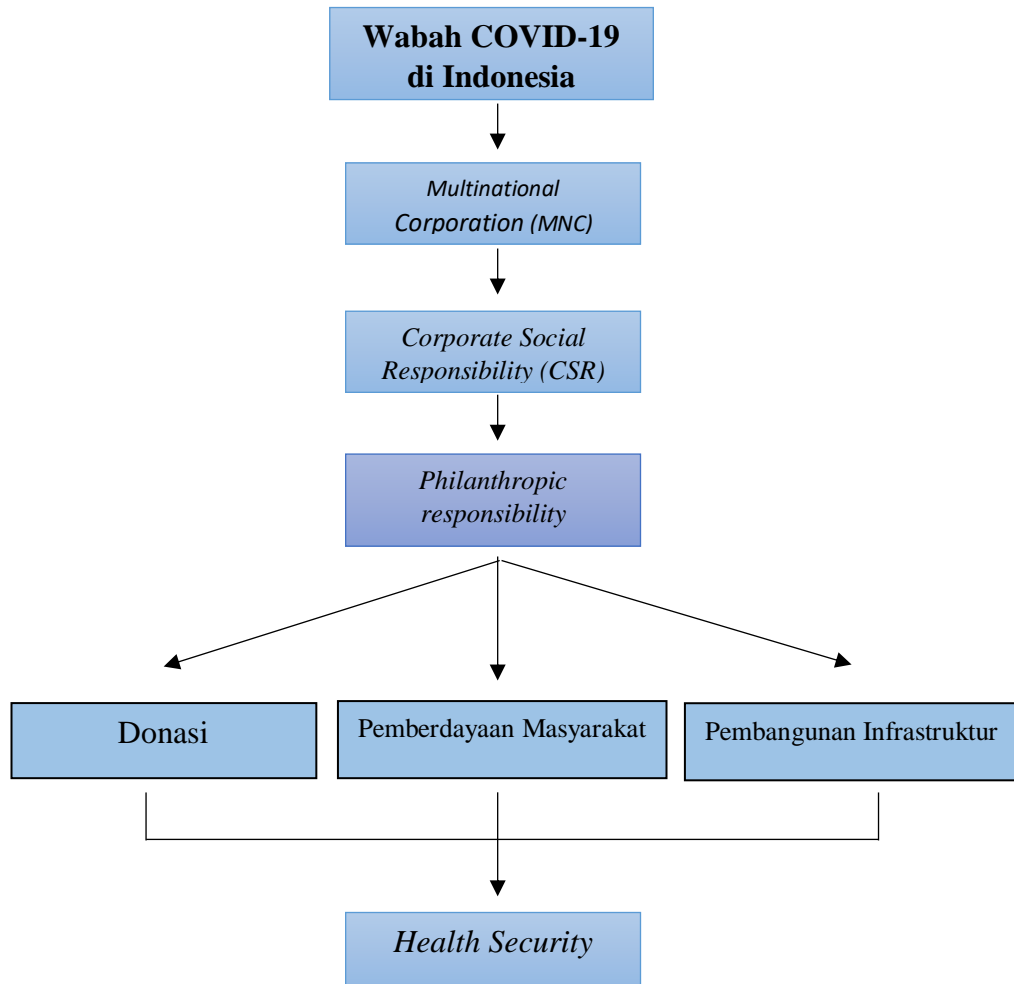 Wabah COVID-19
di Indonesia
Multinational
Corporation (MNC)
Corporate Social
Responsibility (CSR)
Philanthropic
responsibility
Donasi
Pemberdayaan Masyarakat
Pembangunan Infrastruktur
Health Security